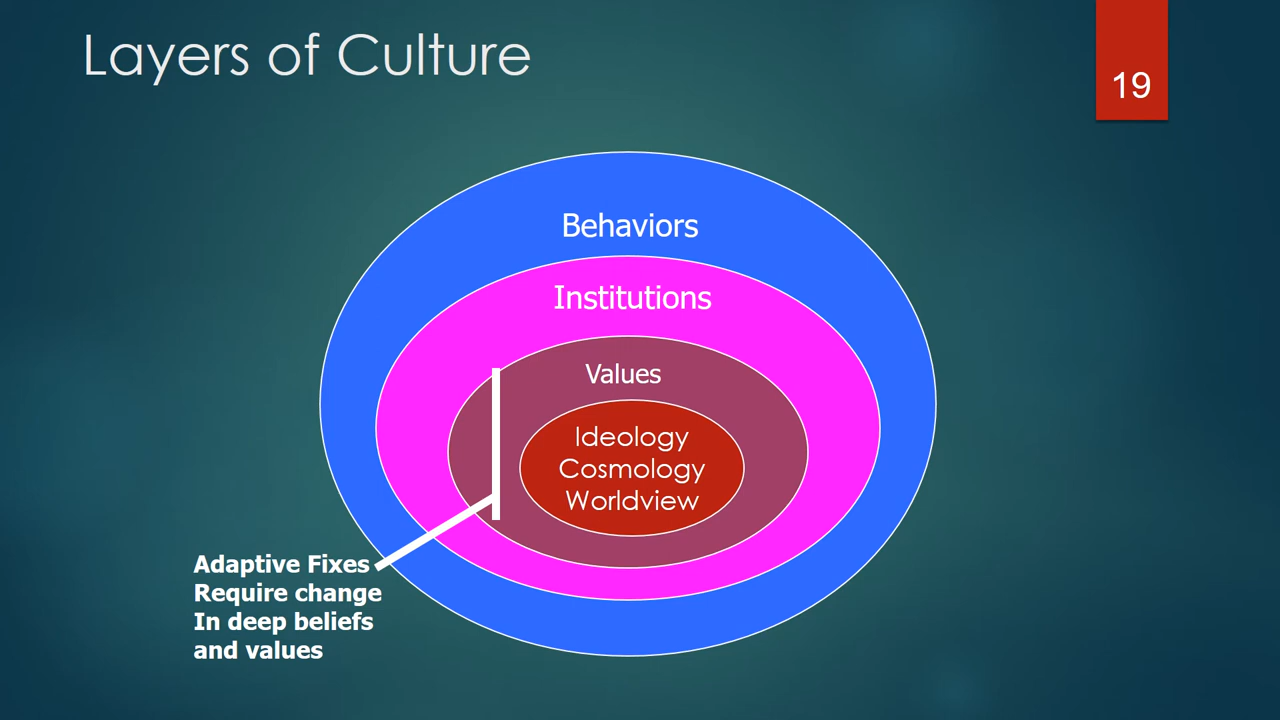 Layers of Culture
19
Behaviors
Institutions
Values
Ideology
Cosmology
Worldview
Adaptive Fixes
Require change
In deep beliefs
and values